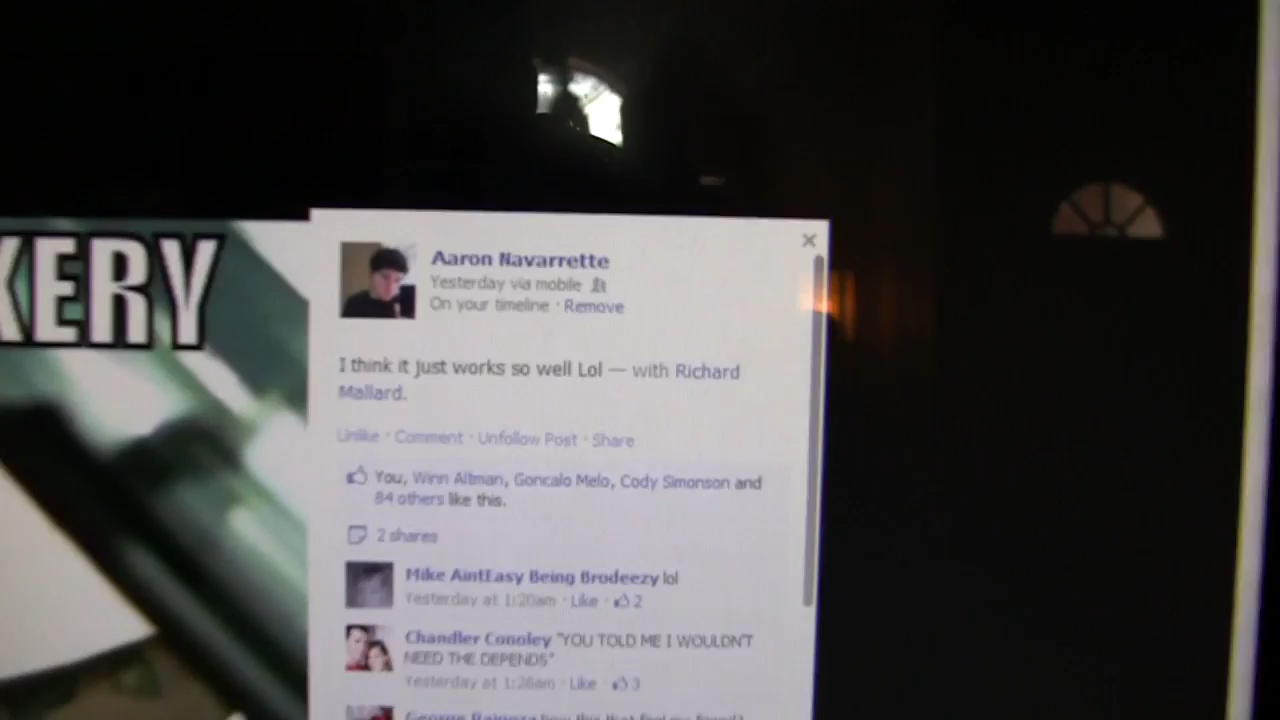 KERY
Aaron Navarrette
Yesterday via mobile
On your timeline · Remove
I think it just works so well Lol — with Richard
Mallard.
Unlike · Comment · Unfollow Post · Share
You, Winn Altman, Goncalo Melo, Cody Simonson and
84 others like this.
2 shares
Mike AintEasy Being Brodeezy lol
Yesterday at 1:20am · Like · 2
Chandler Conoley "YOU TOLD ME I WOULDN'T
NEED THE DEPENDS"
Yesterday at 1:26am · Like · 3
George